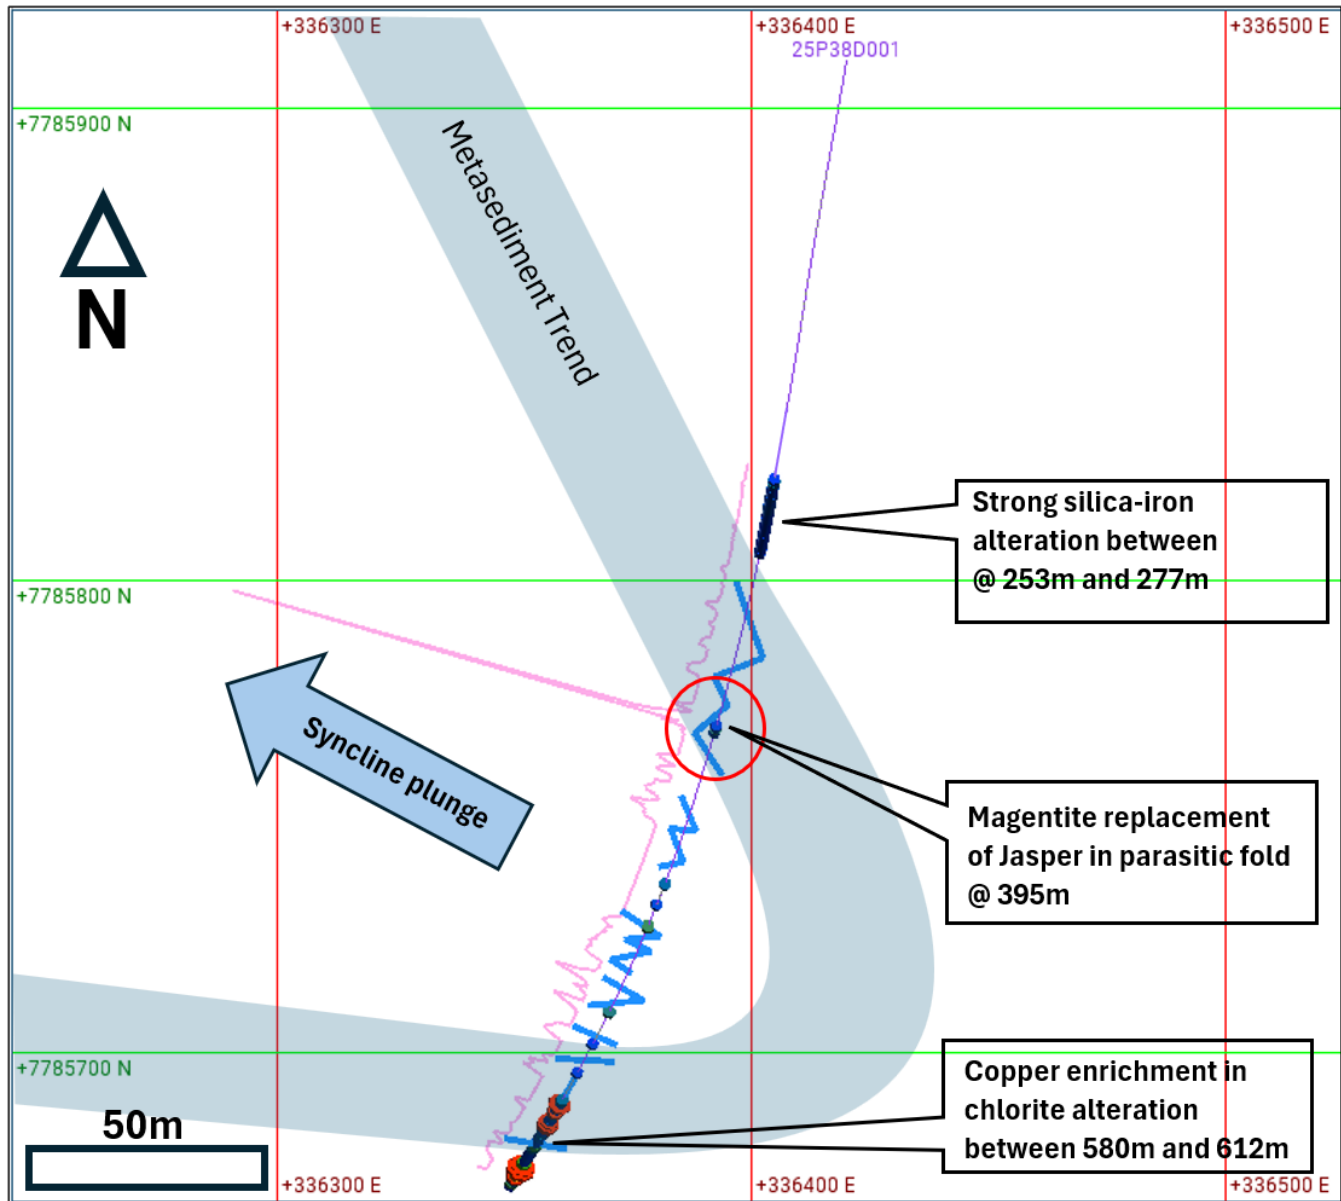 +336300 E
+336400 E
+336500 E
25P38D001
+7785900 N
Metasediment Trend
N
Strong silica-iron
alteration between
@ 253m and 277m
+7785800 N
Syncline plunge
Magentite replacement
of Jasper in parasitic fold
@ 395m
+7785700 N
Copper enrichment in
chlorite alteration
between 580m and 612m
50m
+336300 E
+336400 E
+336500 E